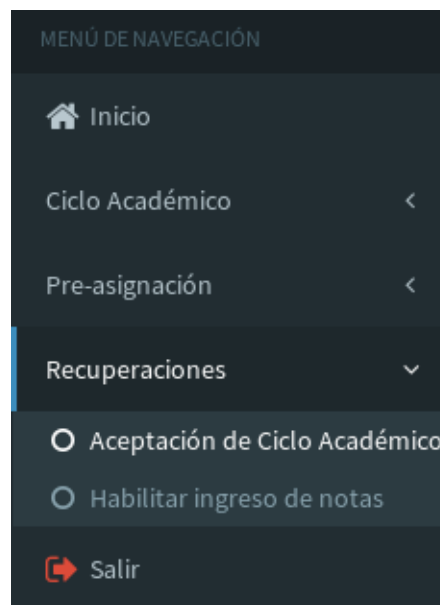 MENÚ DE NAVEGACIÓN
Inicio
Ciclo Académico
Pre-asignación
Recuperaciones
Aceptación de Ciclo Académico
Habilitar ingreso de notas
Salir